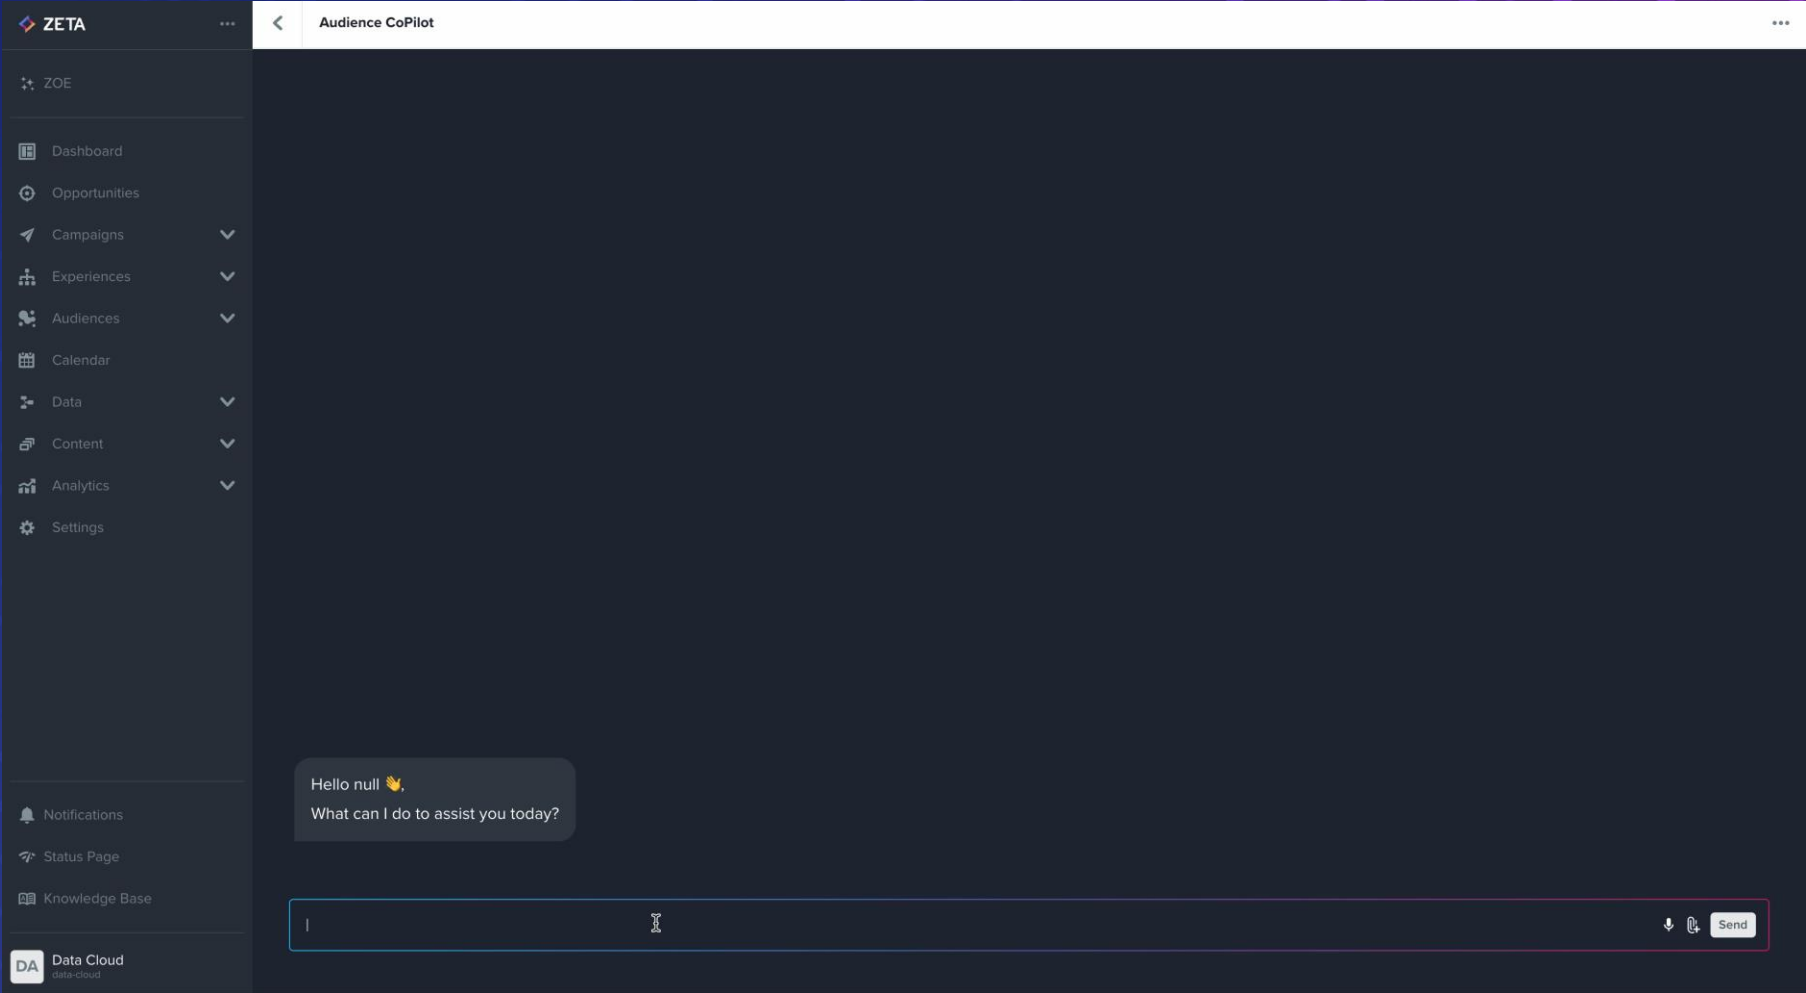 ZETA
ZOE
Dashboard
Opportunities
Campaigns
Experiences
Audiences
Calendar
Data
Content
Analytics
Settings
Notifications
Status Page
Knowledge Base
DA
Data Cloud
data-cloud
Audience CoPilot
Hello null 👋,
What can I do to assist you today?
Send